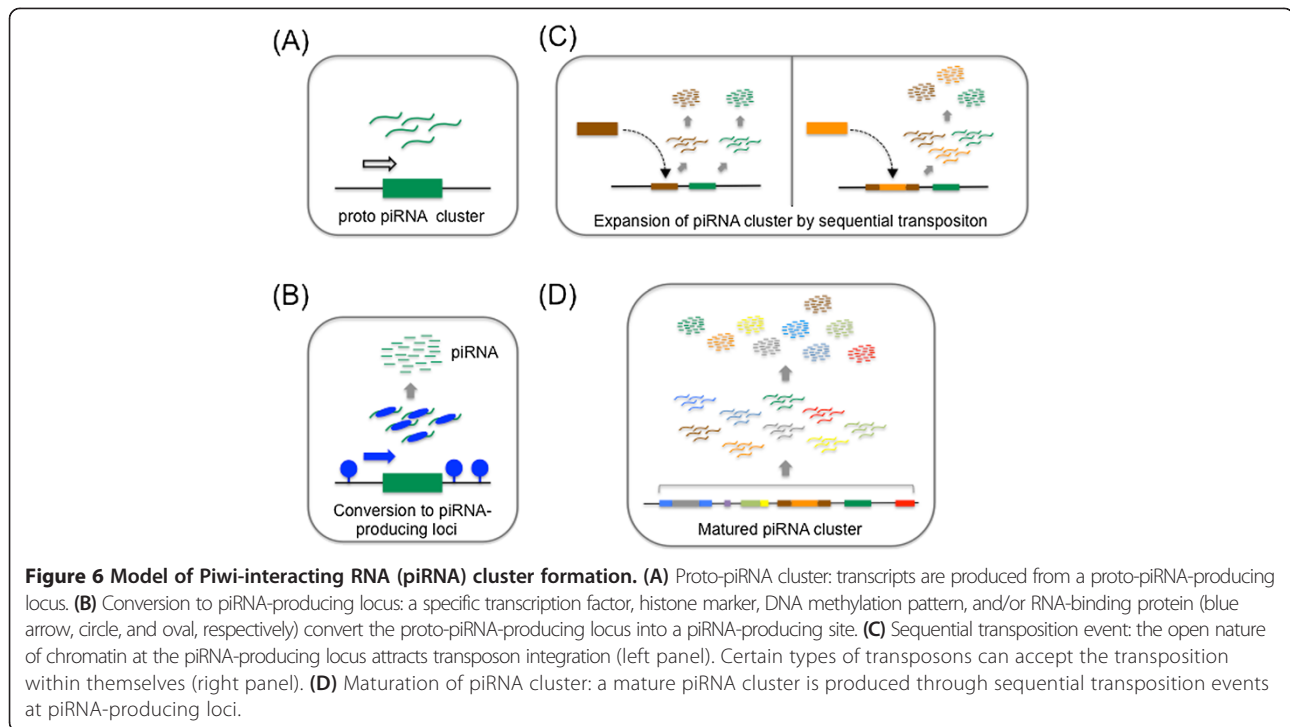 (A)
proto piRNA cluster
(C)
Expansion of piRNA cluster by sequential transpositon
(B)
piRNA
Conversion to piRNA-
producing loci
(D)
Matured piRNA cluster
Figure 6 Model of Piwi-interacting RNA (piRNA) cluster formation. (A) Proto-piRNA cluster: transcripts are produced from a proto-piRNA-producing
locus. (B) Conversion to piRNA-producing locus: a specific transcription factor, histone marker, DNA methylation pattern, and/or RNA-binding protein (blue
arrow, circle, and oval, respectively) convert the proto-piRNA-producing locus into a piRNA-producing site. (C) Sequential transposition event: the open nature
of chromatin at the piRNA-producing locus attracts transposon integration (left panel). Certain types of transposons can accept the transposition
within themselves (right panel). (D) Maturation of piRNA cluster: a mature piRNA cluster is produced through sequential transposition events
at piRNA-producing loci.